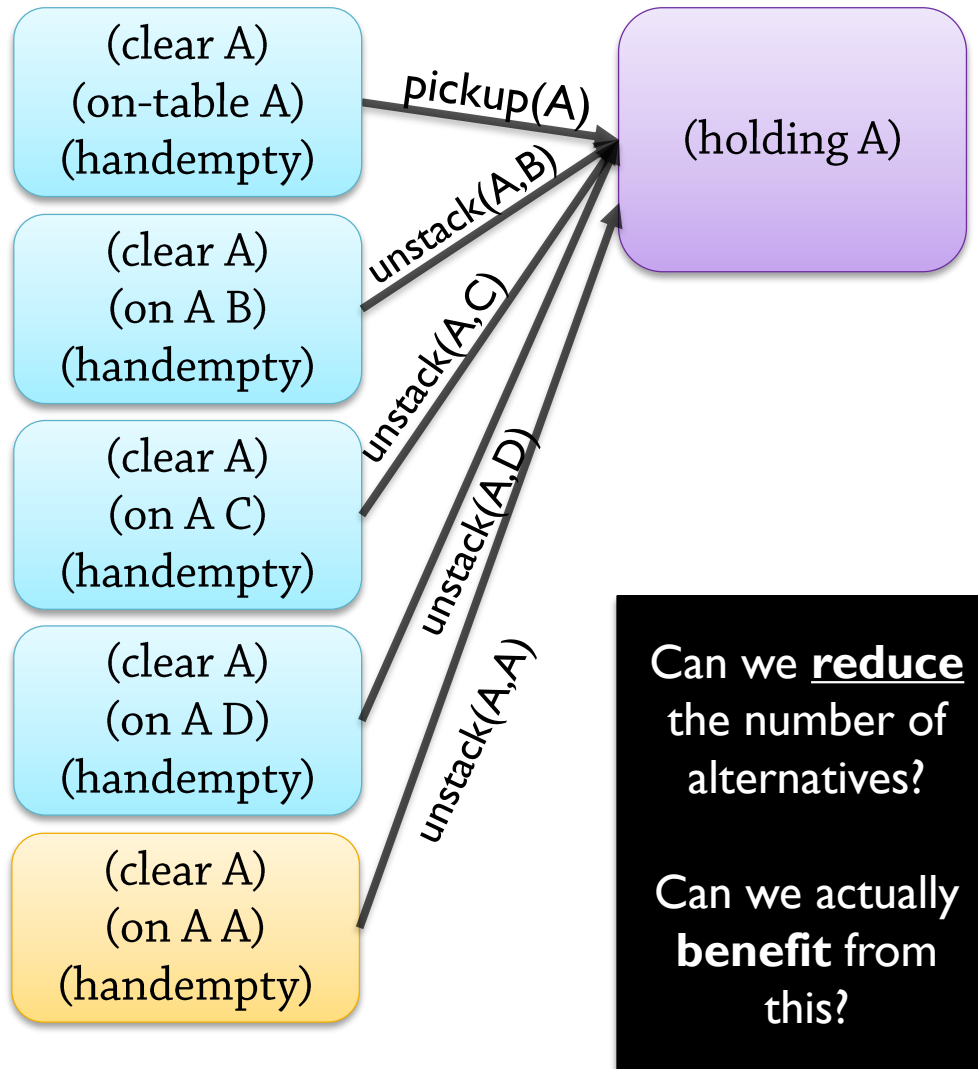 (clear A)
(on-table A)
(handempty)
pickup(A)
(holding A)
(clear A)
(on A B)
(handempty)
unstack(A,B)
(clear A)
(on A C)
(handempty)
unstack(A,C)
(clear A)
(on A D)
(handempty)
unstack(A,D)
(clear A)
(on A A)
(handempty)
unstack(A,A)
Can we reduce
the number of
alternatives?
Can we actually
benefit from
this?